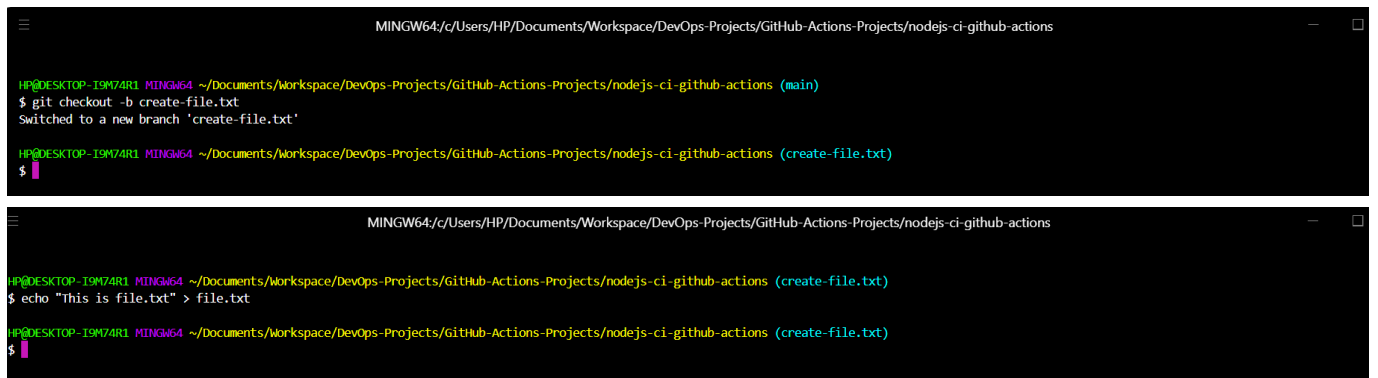 MINGW64:/c/Users/HP/Documents/Workspace/DevOps-Projects/GitHub-Actions-Projects/nodejs-ci-github-actions
HP@DESKTOP-I9M74R1 MINGW64 ~/Documents/Workspace/DevOps-Projects/GitHub-Actions-Projects/nodejs-ci-github-actions (main)
$ git checkout -b create-file.txt
Switched to a new branch 'create-file.txt'
HP@DESKTOP-I9M74R1 MINGW64 ~/Documents/Workspace/DevOps-Projects/GitHub-Actions-Projects/nodejs-ci-github-actions (create-file.txt)
$
MINGW64:/c/Users/HP/Documents/Workspace/DevOps-Projects/GitHub-Actions-Projects/nodejs-ci-github-actions
HP@DESKTOP-I9M74R1 MINGW64 ~/Documents/Workspace/DevOps-Projects/GitHub-Actions-Projects/nodejs-ci-github-actions (create-file.txt)
$ echo "This is file.txt" > file.txt
HP@DESKTOP-I9M74R1 MINGW64 ~/Documents/Workspace/DevOps-Projects/GitHub-Actions-Projects/nodejs-ci-github-actions (create-file.txt)
$